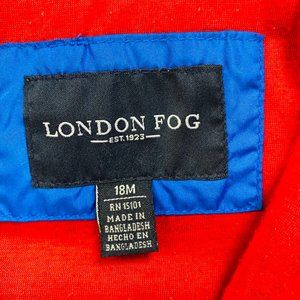 LONDON FOG
EST.1923
18M
RN 15101
MADE IN
BANGLADESH
HECHO EN
BANGLADESH